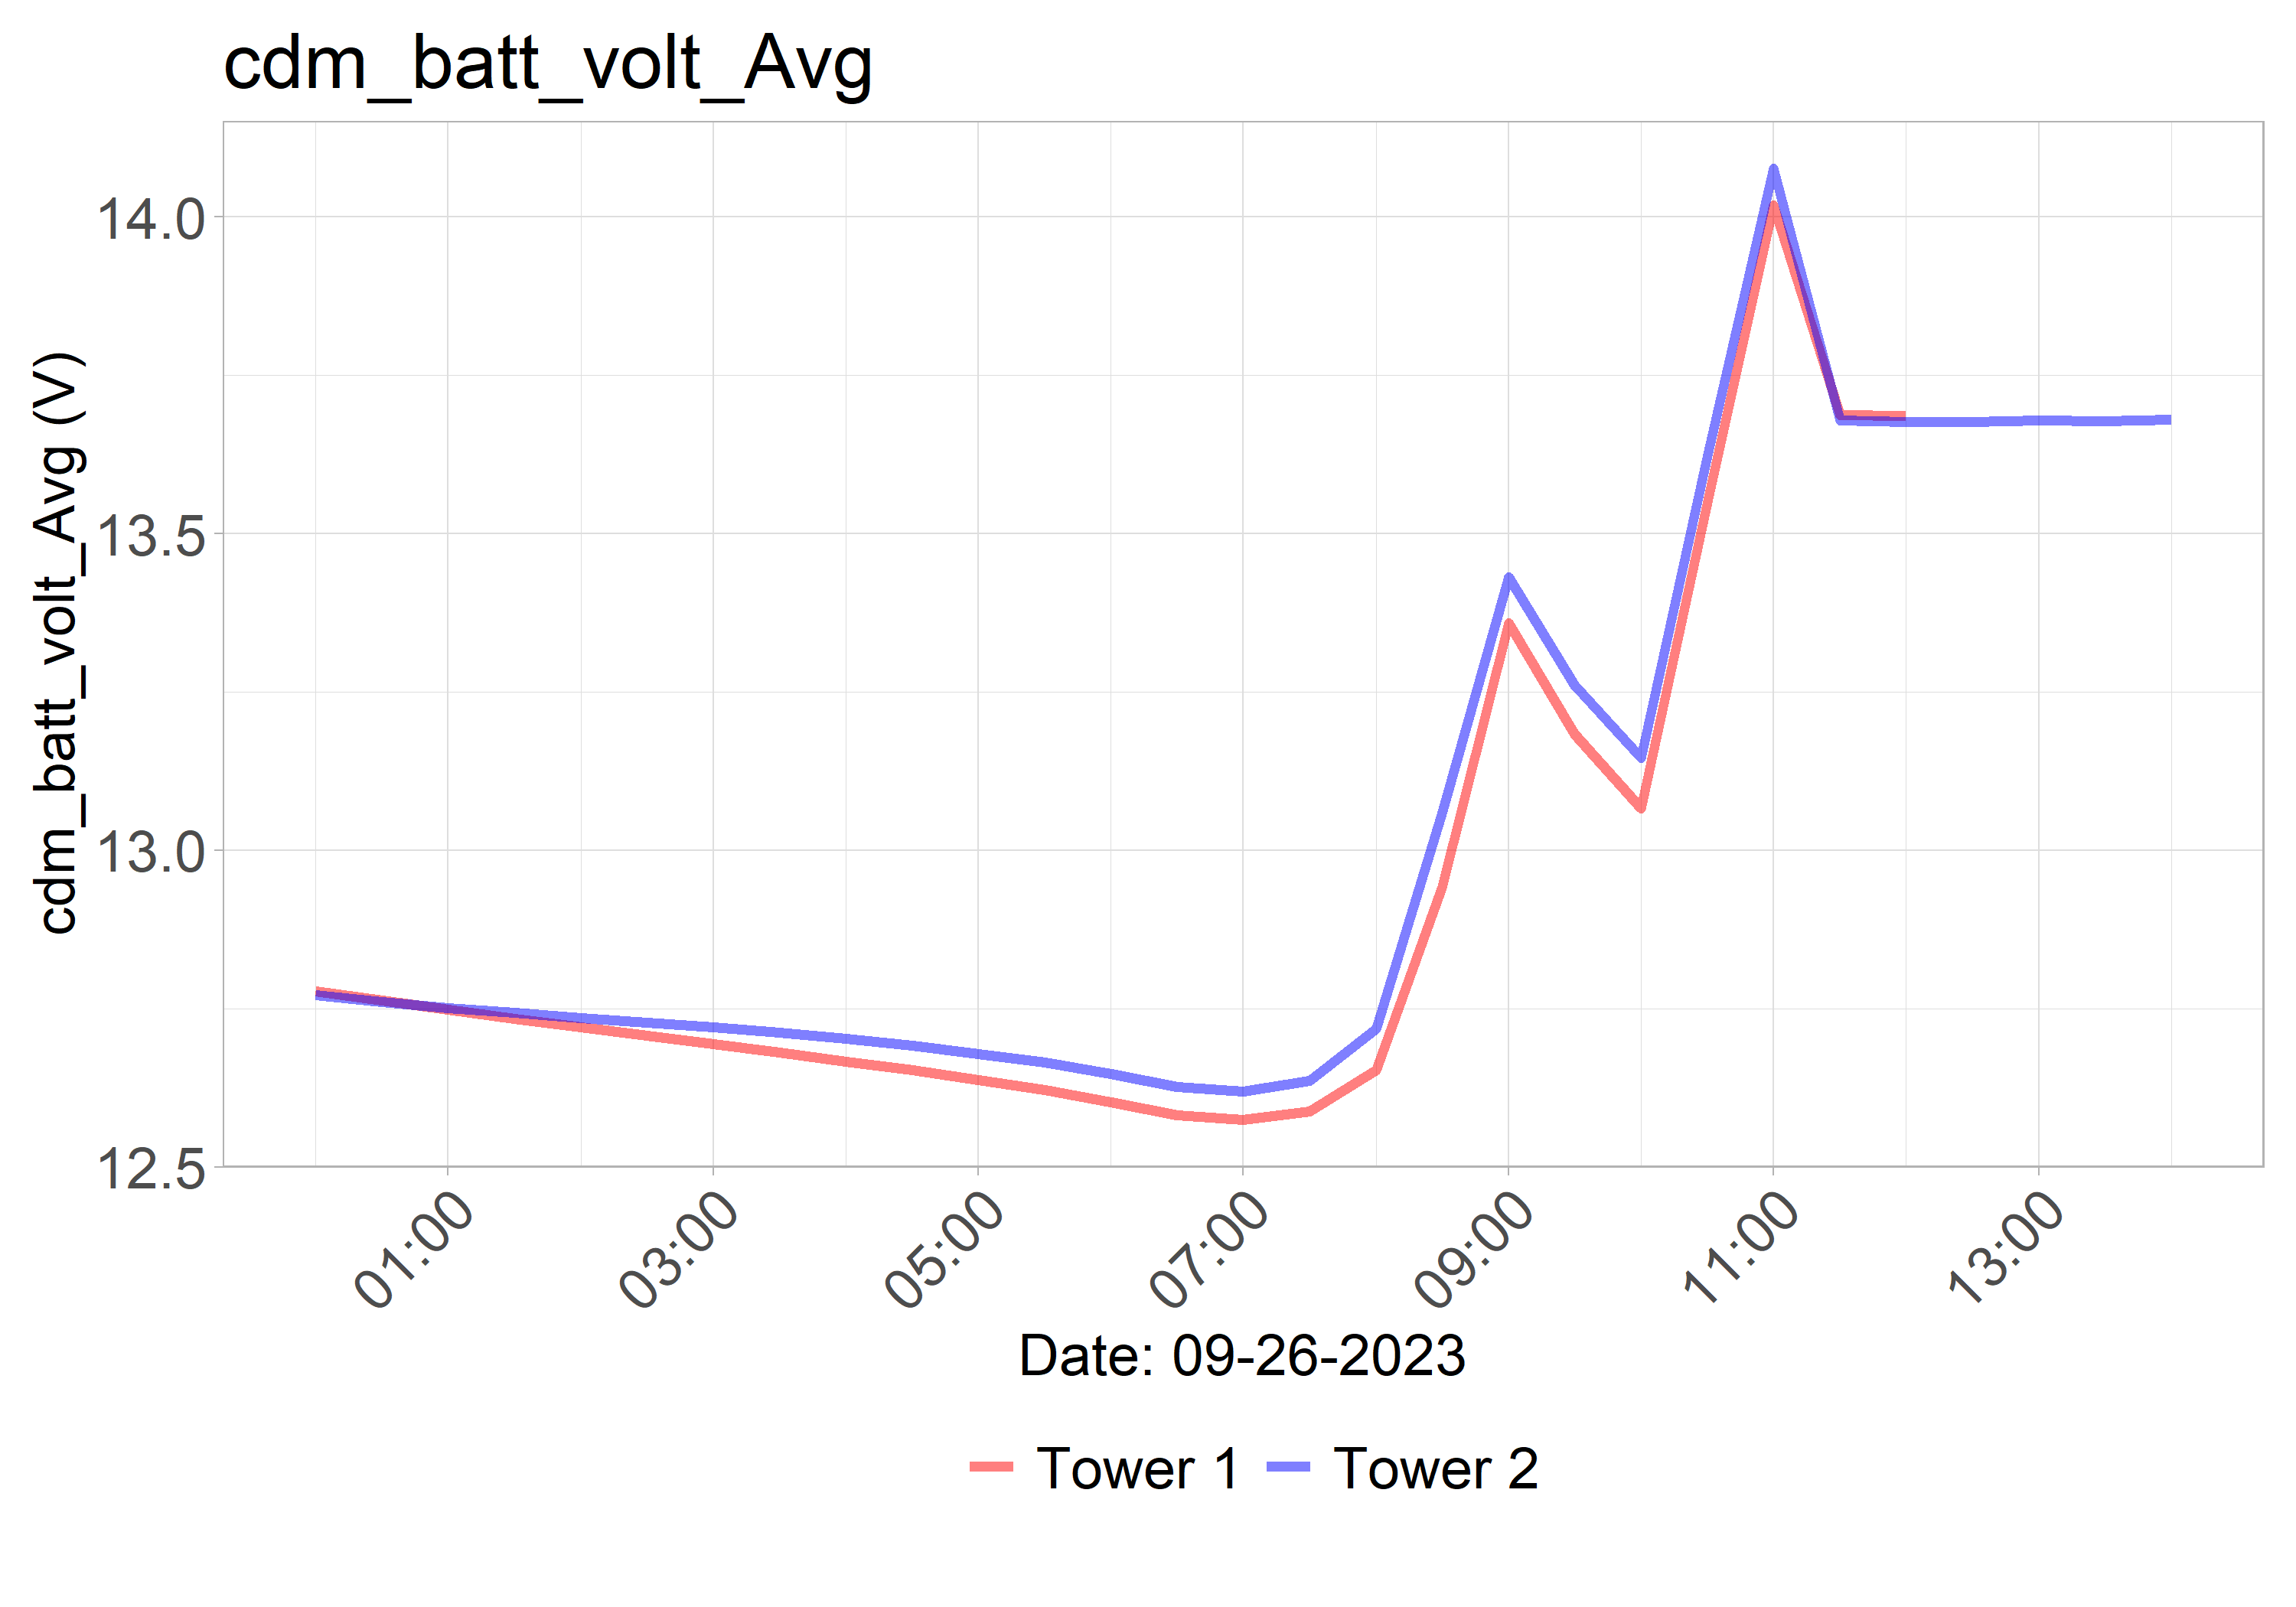 cdm_batt_volt_Avg
cdm_batt_volt_Avg (V)
14.0
13.5
13.0
12.5
01:00
03:00
05:00
07:00
09:00
11:00
13:00
Date: 09-26-2023
Tower 1
Tower 2